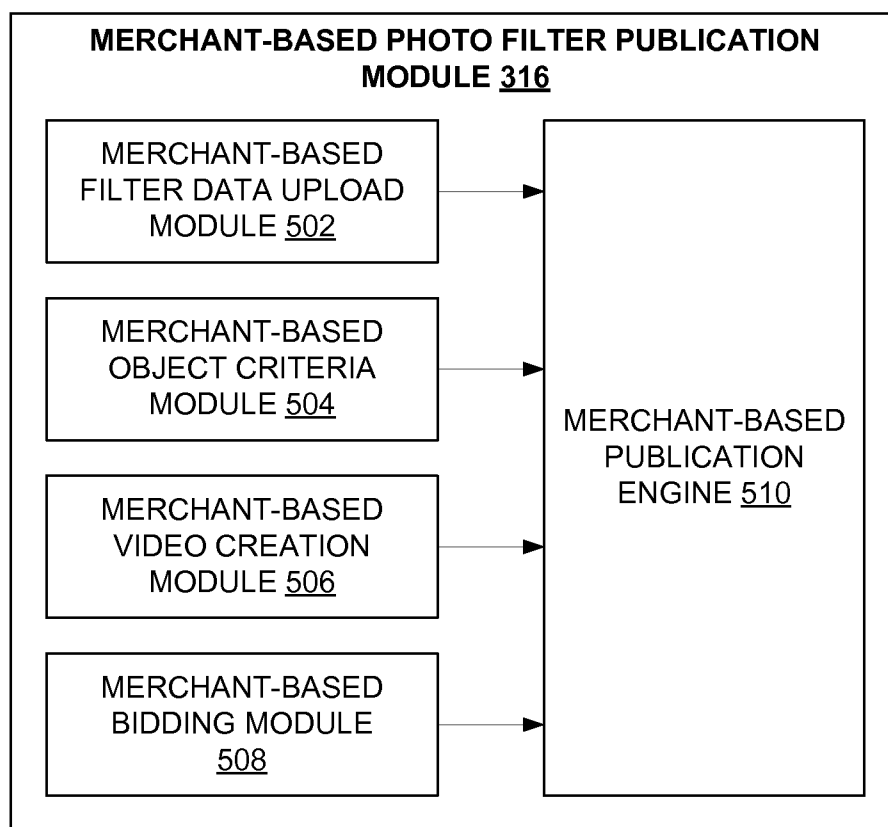 MERCHANT-BASED PHOTO FILTER PUBLICATION
MODULE 316
MERCHANT-BASED
FILTER DATA UPLOAD
MODULE 502
MERCHANT-BASED
OBJECT CRITERIA
MODULE 504
MERCHANT-BASED
VIDEO CREATION
MODULE 506
MERCHANT-BASED
BIDDING MODULE
508
MERCHANT-BASED
PUBLICATION
ENGINE 510